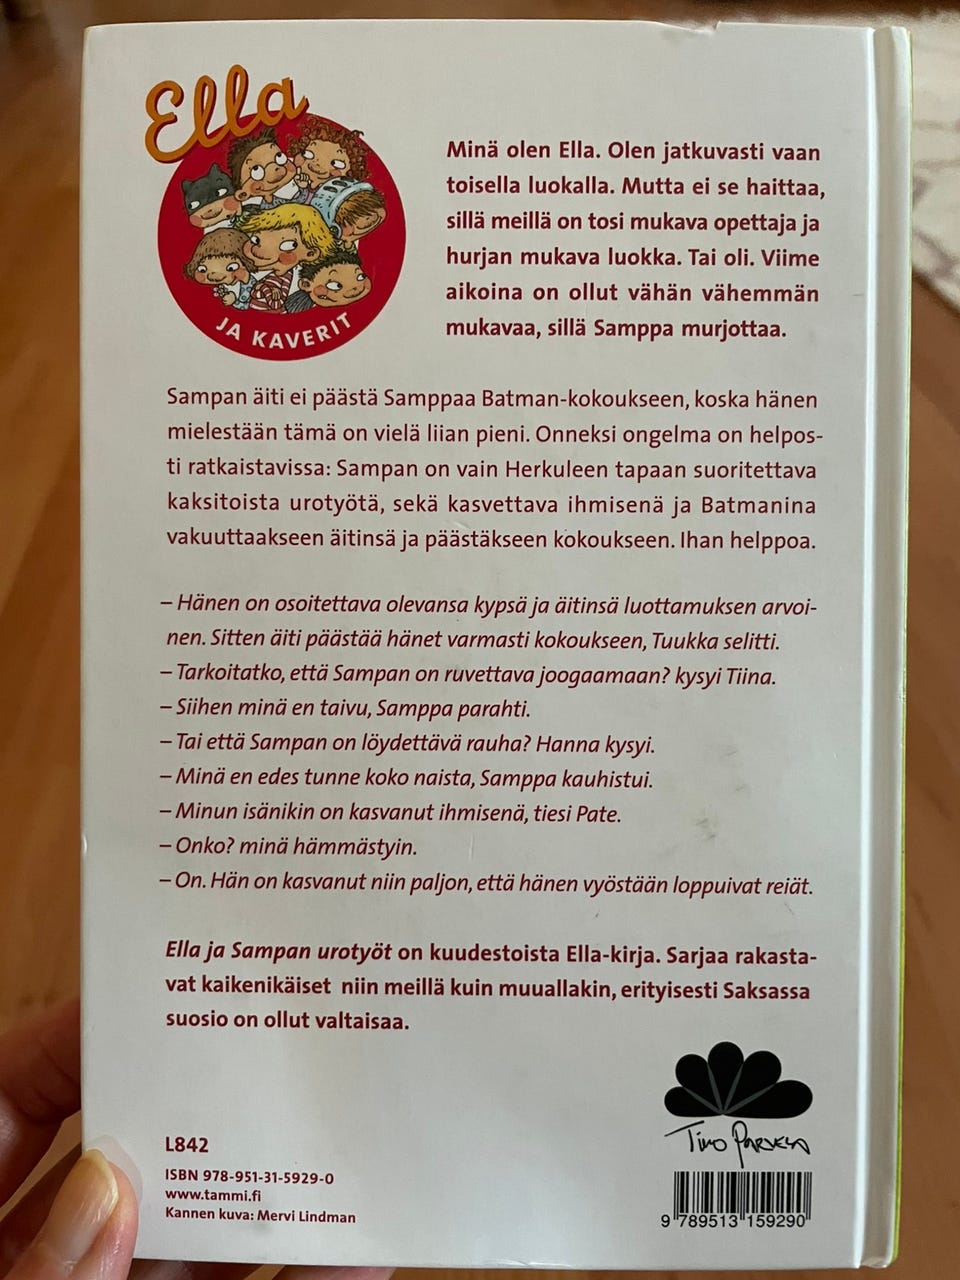 Ella
JA KAVERIT
Minä olen Ella. Olen jatkuvasti vaan
toisella luokalla. Mutta ei se haittaa,
sillä meillä on tosi mukava opettaja ja
hurjan mukava luokka. Tai oli. Viime
aikoina on ollut vähän vähemmän
mukavaa, sillä Samppa murjottaa.
Sampan äiti ei päästä Samppaa Batman-kokoukseen, koska hänen
mielestään tämä on vielä liian pieni. Onneksi ongelma on helpos-
ti ratkaistavissa: Sampan on vain Herkuleen tapaan suoritettava
kaksitoista urotyötä, sekä kasvettava ihmisenä ja Batmanina
vakuuttaakseen äitinsä ja päästäkseen kokoukseen. Ihan helppoa.
– Hänen on osoitettava olevansa kypsä ja äitinsä luottamuksen arvoi-
nen. Sitten äiti päästää hänet varmasti kokoukseen, Tuukka selitti.
– Tarkoitatko, että Sampan on ruvettava joogaamaan? kysyi Tiina.
– Siihen minä en taivu, Samppa parahti.
– Tai että Sampan on löydettävä rauha? Hanna kysyi.
– Minä en edes tunne koko naista, Samppa kauhistui.
– Minun isänikin on kasvanut ihmisenä, tiesi Pate.
– Onko? minä hämmästyin.
– On. Hän on kasvanut niin paljon, että hänen vyöstään loppuivat reiät.
Ella ja Sampan urotyöt on kuudestoista Ella-kirja. Sarjaa rakasta-
vat kaikenikäiset niin meillä kuin muuallakin, erityisesti Saksassa
suosio on ollut valtaisaa.
Timo Parvela
L842
ISBN 978-951-31-5929-0
www.tammi.fi
Kannen kuva: Mervi Lindman
9 789513 159290